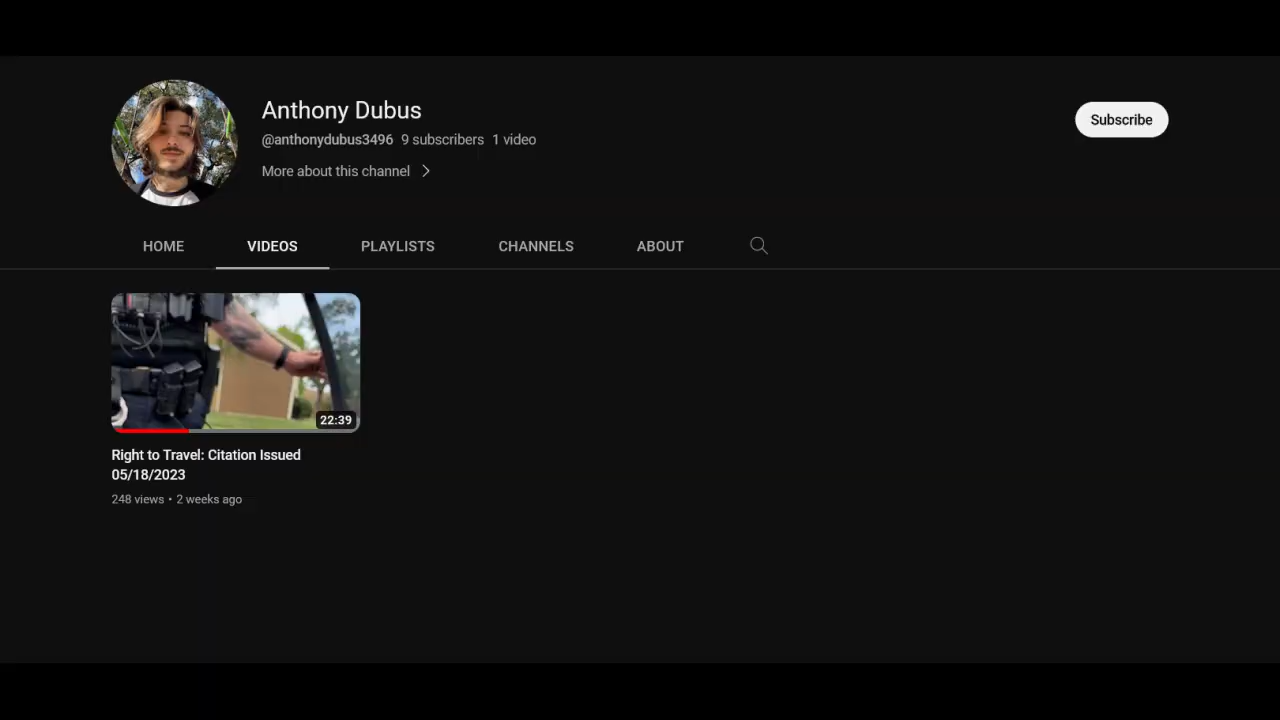 Anthony Dubus
@anthonydubus3496 9 subscribers 1 video
More about this channel
Subscribe
HOME VIDEOS PLAYLISTS CHANNELS ABOUT
22:39
Right to Travel: Citation Issued
05/18/2023
248 views • 2 weeks ago